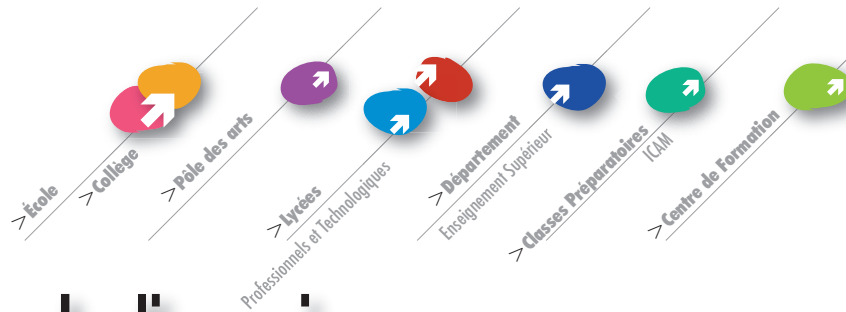 > École
> Collège
> Pôle des arts
> Lycées
Professionnels et Technologiques
> Département
Enseignement Supérieur
> Classes Préparatoires
ICAM
> Centre de Formation